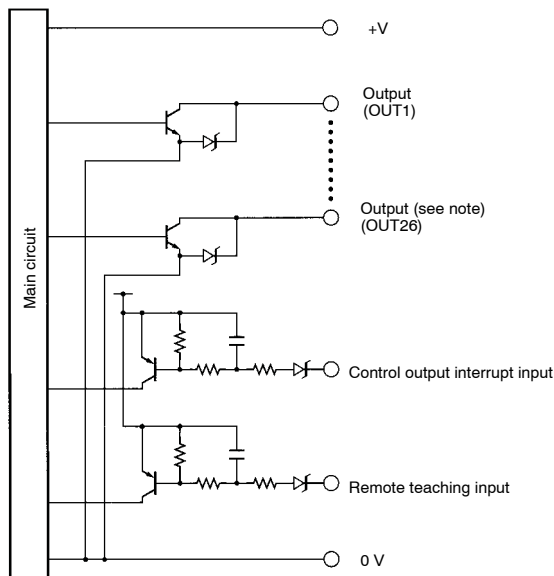 +V
Output
(OUT1)
Output (see note)
(OUT26)
Main circuit
Control output interrupt input
Remote teaching input
0 V